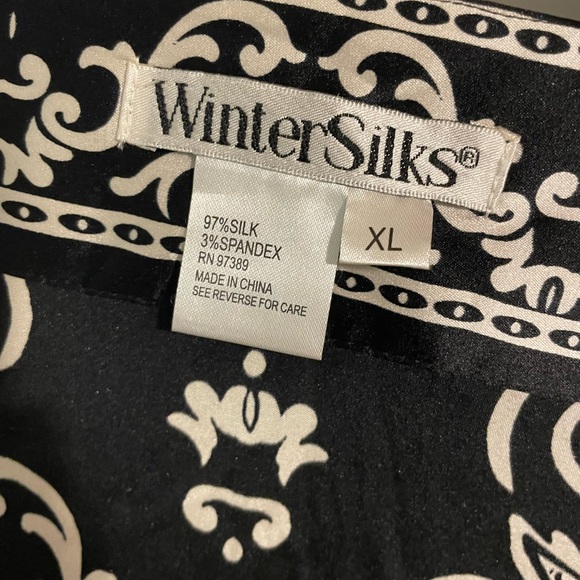 WinterSilks®
97%SILK
3%SPANDEX
RN 97389
MADE IN CHINA
SEE REVERSE FOR CARE
XL